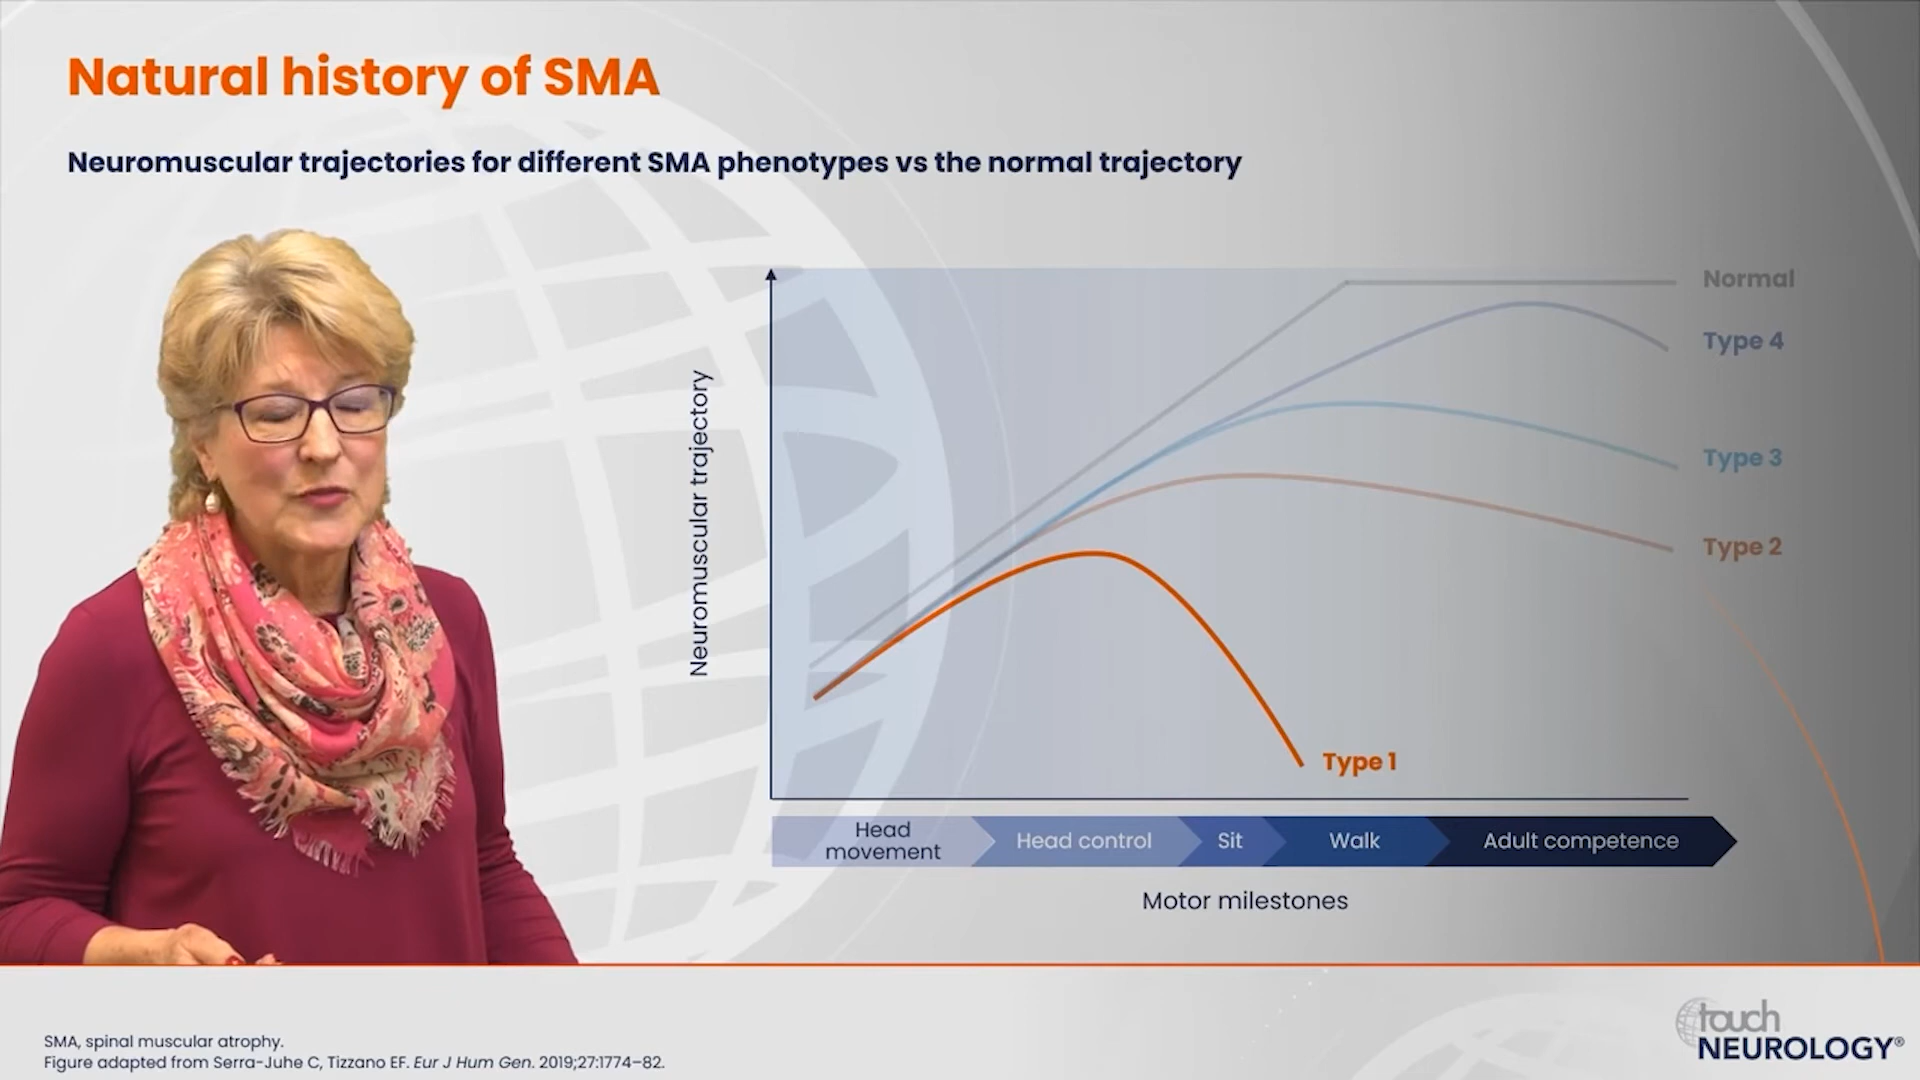 Natural history of SMA
Neuromuscular trajectories for different SMA phenotypes vs the normal trajectory
Neuromuscular trajectory
Normal
Type 4
Type 3
Type 2
Type 1
Head
movement
Head control
Sit
Walk
Adult competence
Motor milestones
SMA, spinal muscular atrophy.
Figure adapted from Serra-Juhe C, Tizzano EF. Eur J Hum Gen. 2019;27:1774–82.
touch
NEUROLOGY®